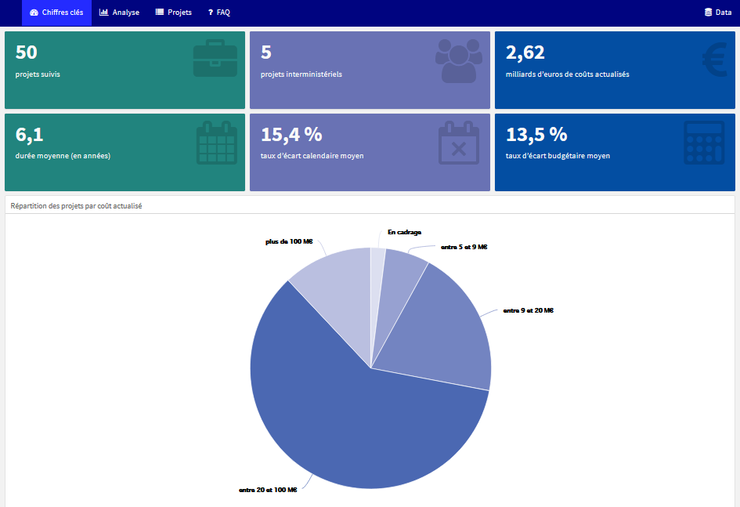 Chiffres clés
Analyse
Projets
? FAQ
Data
50
projets suivis
5
projets interministériels
2,62
milliards d'euros de coûts actualisés
6,1
durée moyenne (en années)
15,4 %
taux d'écart calendaire moyen
13,5 %
taux d'écart budgétaire moyen
Répartition des projets par coût actualisé
En cadrage
plus de 100 M€
entre 5 et 9 M€
entre 9 et 20 M€
entre 20 et 100 M€